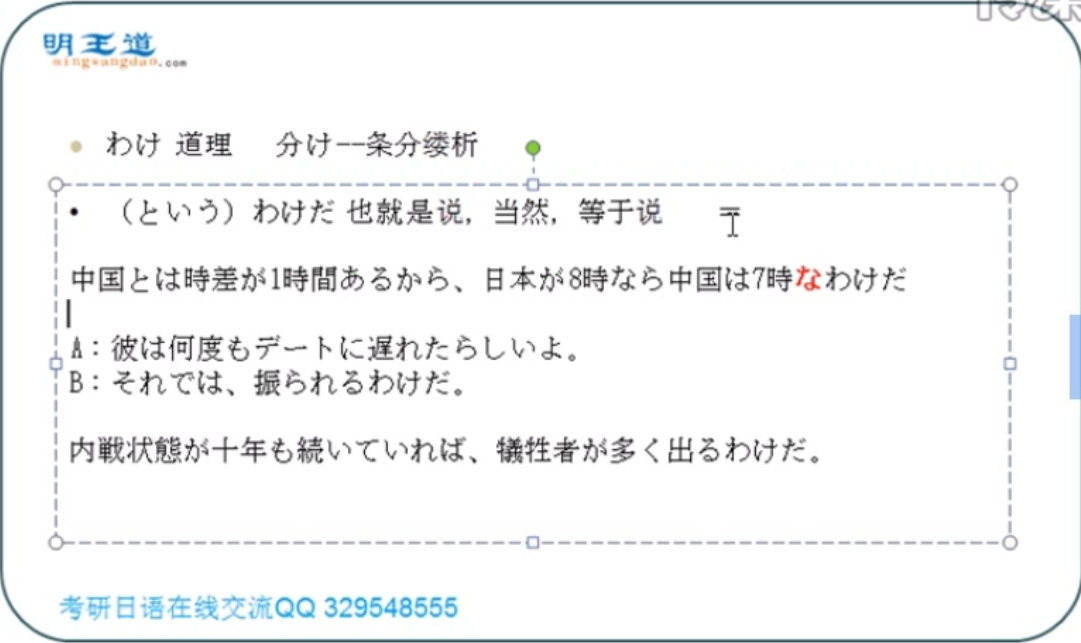 明王道
mingwangdao.com
わけ 道理 分け--条分缕析
（という）わけだ 也就是说，当然，等于说
中国とは時差が1時間あるから、日本が8時なら中国は7時なわけだ
A：彼は何度もデートに遅れたらしいよ。
B：それでは、振られるわけだ。
内戦状態が十年も続いていれば、犠牲者が多く出るわけだ。
考研日语在线交流QQ 329548555